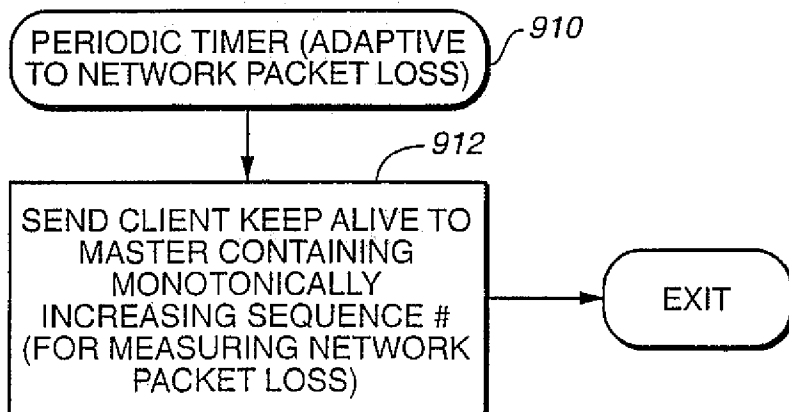 PERIODIC TIMER (ADAPTIVE
TO NETWORK PACKET LOSS)
910
912
SEND CLIENT KEEP ALIVE TO
MASTER CONTAINING
MONOTONICALLY
INCREASING SEQUENCE #
(FOR MEASURING NETWORK
PACKET LOSS)
EXIT